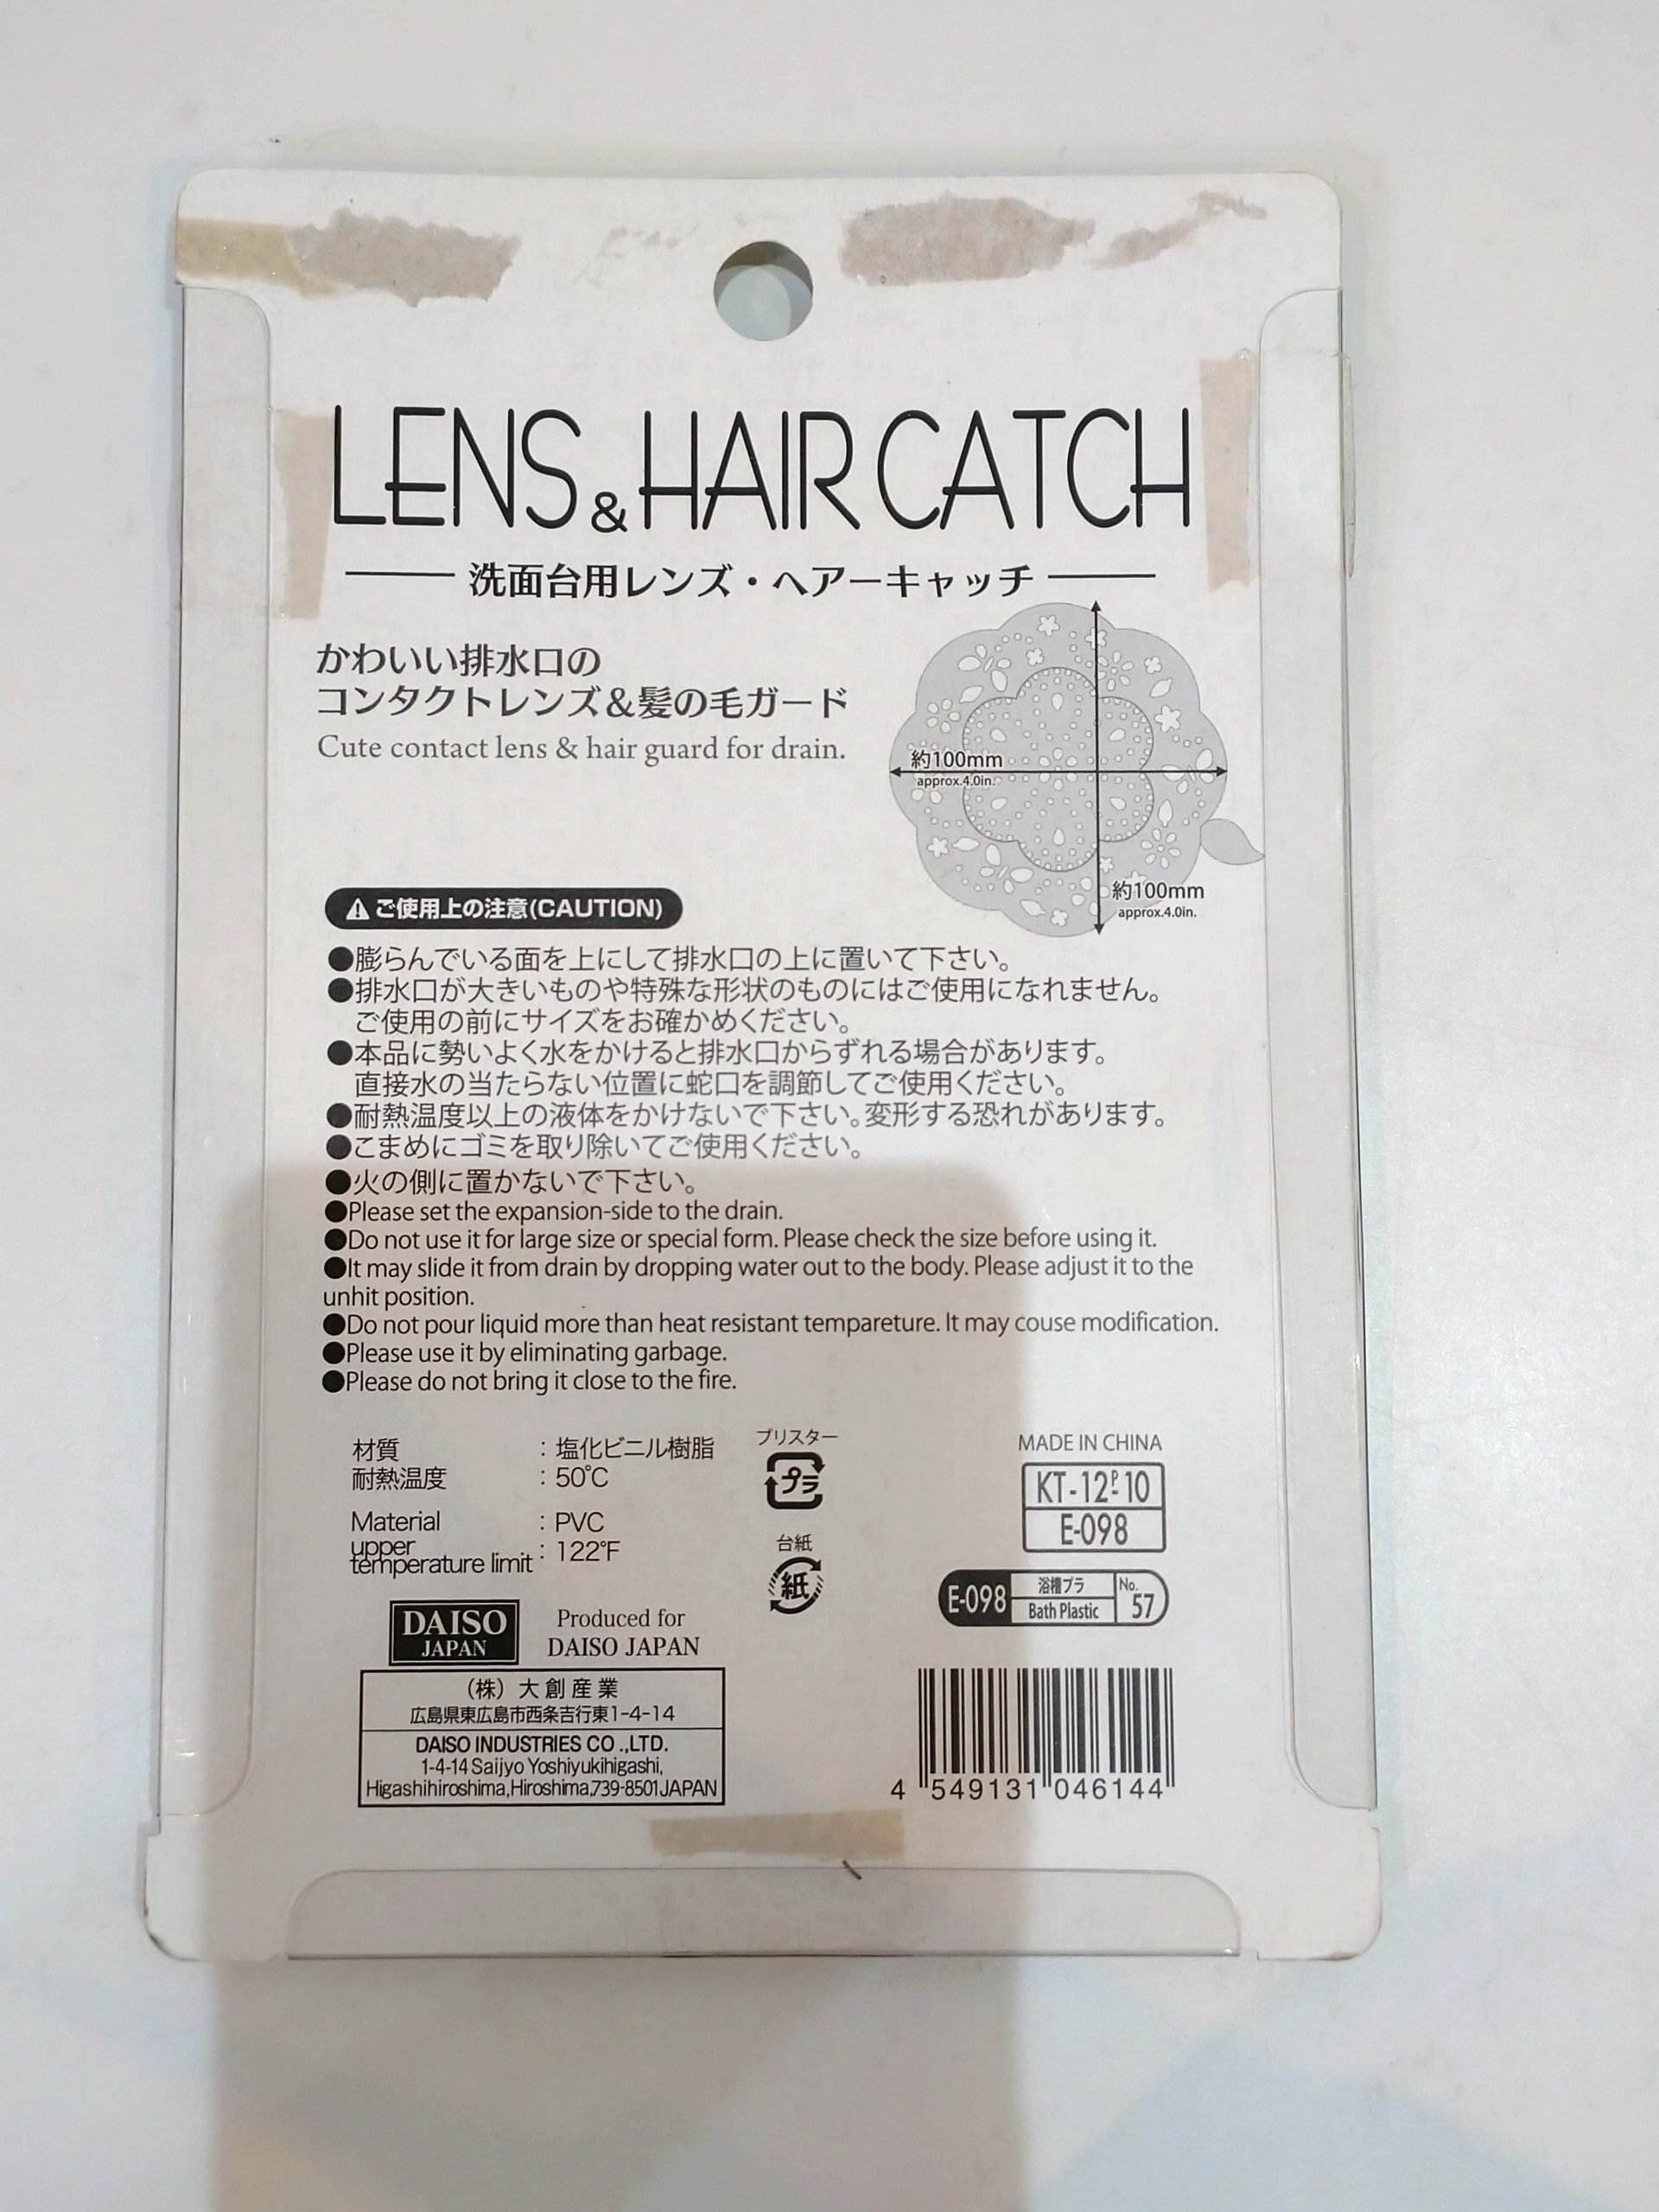 LENS & HAIR CATCH
洗面台用レンズ・ヘアーキャッチ
かわいい排水口の
コンタクトレンズ＆髪の毛ガード
Cute contact lens & hair guard for drain.
約100mm
approx.4.0in.
約100mm
approx.4.0in.
ご使用上の注意(CAUTION)
●膨らんでいる面を上にして排水口の上に置いて下さい。
●排水口が大きいものや特殊な形状のものにはご使用になれません。
ご使用の前にサイズをお確かめください。
●本品に勢いよく水をかけると排水口からずれる場合があります。
直接水の当たらない位置に蛇口を調節してご使用ください。
●耐熱温度以上の液体をかけないで下さい。変形する恐れがあります。
●こまめにゴミを取り除いてご使用ください。
●火の側に置かないで下さい。
●Please set the expansion-side to the drain.
●Do not use it for large size or special form. Please check the size before using it.
●It may slide it from drain by dropping water out to the body. Please adjust it to the
unhit position.
●Do not pour liquid more than heat resistant tempareture. It may couse modification.
●Please use it by eliminating garbage.
●Please do not bring it close to the fire.
材質 : 塩化ビニル樹脂
耐熱温度 : 50℃
Material : PVC
upper
temperature limit : 122°F
ブリスター
プラ
台紙
紙
MADE IN CHINA
KT-12P-10
E-098
E-098 浴槽プラ Bath Plastic No. 57
DAISO
JAPAN
Produced for
DAISO JAPAN
（株）大創産業
広島県東広島市西条吉行東1-4-14
DAISO INDUSTRIES CO.,LTD.
1-4-14 Saijyo Yoshiyukihigashi,
Higashihiroshima,Hiroshima,739-8501 JAPAN
4 549131 046144